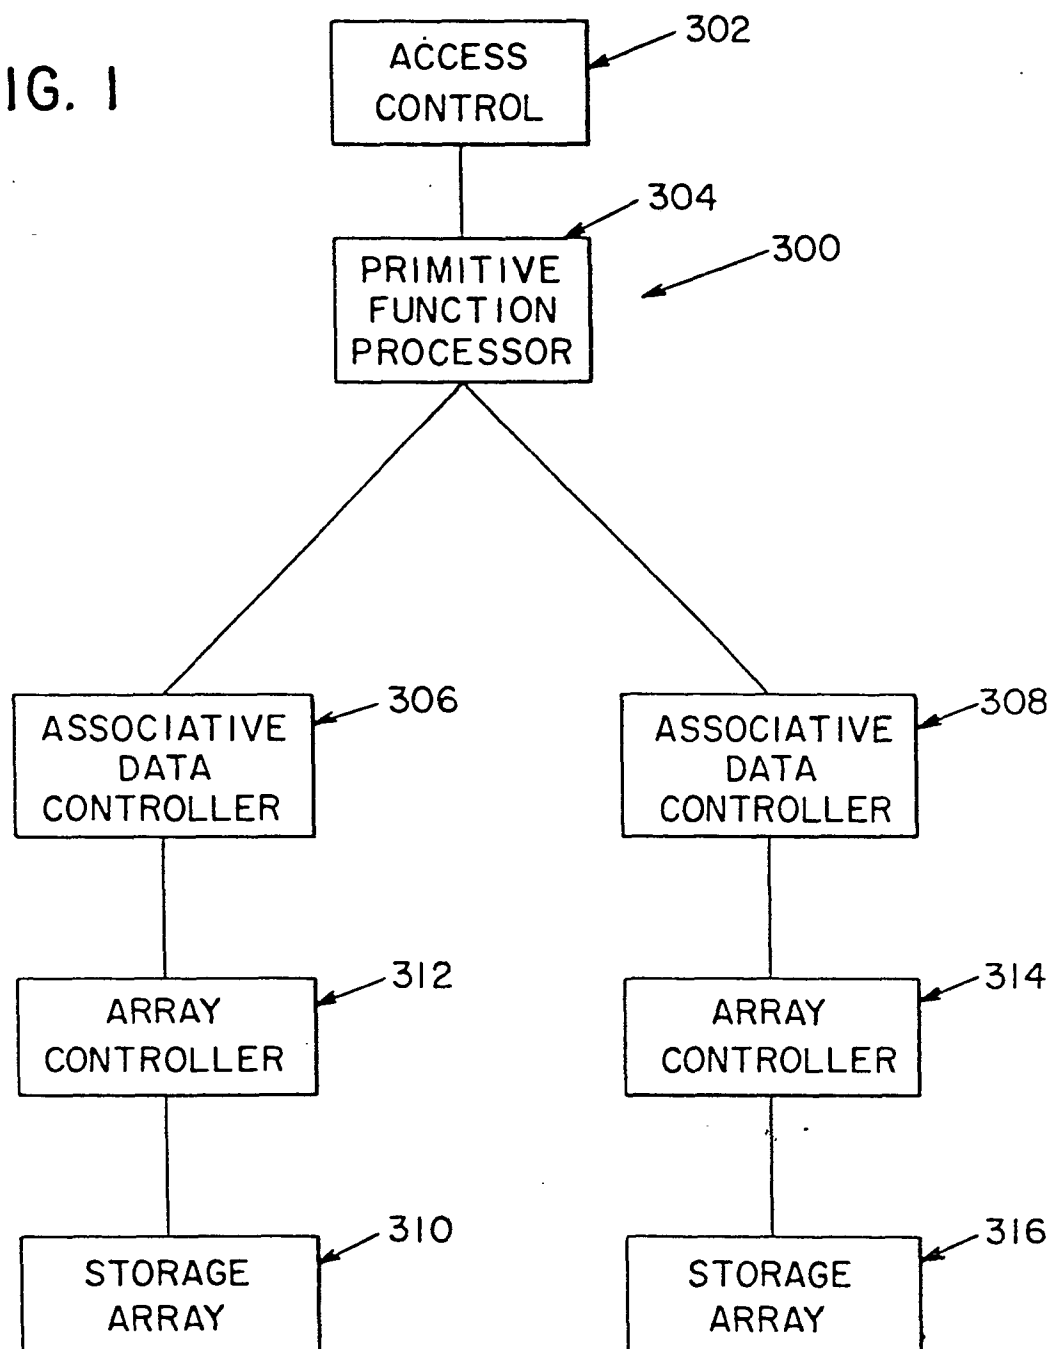 IG. 1
ACCESS
CONTROL
302
304
300
PRIMITIVE
FUNCTION
PROCESSOR
306
308
ASSOCIATIVE
DATA
CONTROLLER
ASSOCIATIVE
DATA
CONTROLLER
312
314
ARRAY
CONTROLLER
ARRAY
CONTROLLER
310
316
STORAGE
ARRAY
STORAGE
ARRAY